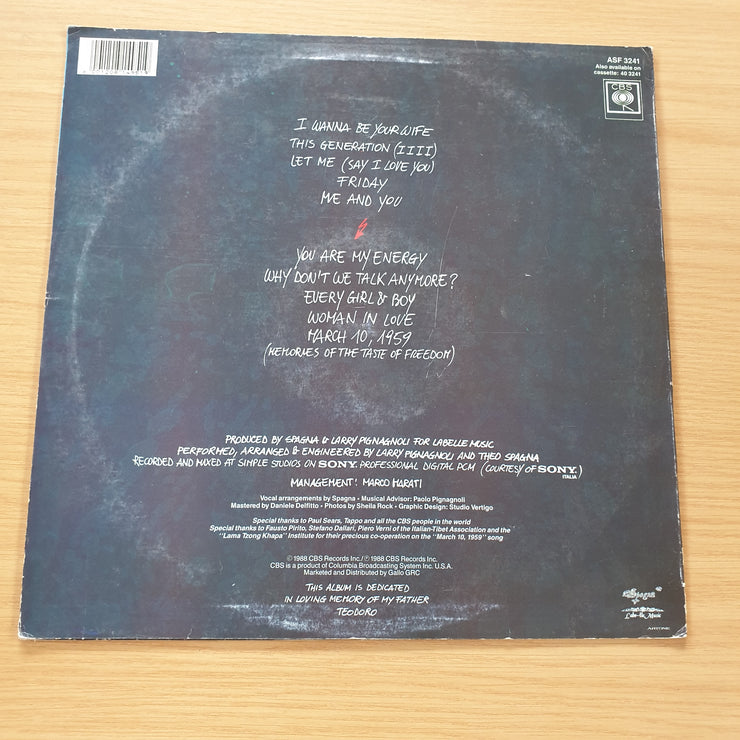 ASF 3241
Also available on
cassette: 40 3241
CBS
I WANNA BE YOUR WIFE
THIS GENERATION (IIII)
LET ME (SAY I LOVE YOU)
FRIDAY
ME AND YOU
YOU ARE MY ENERGY
WHY DON'T WE TALK ANYMORE?
EVERY GIRL & BOY
WOMAN IN LOVE
MARCH 10, 1959
(MEMORIES OF THE TASTE OF FREEDOM)
PRODUCED BY SPAGNA & LARRY PIGNAGNOLI FOR LABELLE MUSIC
PERFORMED, ARRANGED & ENGINEERED BY LARRY PIGNAGNOLI AND THEO SPAGNA
RECORDED AND MIXED AT SIMPLE STUDIOS ON SONY. PROFESSIONAL DIGITAL PCM (COURTESY OF SONY.)
ITALIA
MANAGEMENT: MARCO MARATI
Vocal arrangements by Spagna • Musical Advisor: Paolo Pignagnoli
Mastered by Daniele Delfitto • Photos by Sheila Rock • Graphic Design: Studio Vertigo
Special thanks to Paul Sears, Tappo and all the CBS people in the world
Special thanks to Fausto Pirito, Stefano Dallari, Piero Verni of the Italian-Tibet Association and the
"Lama Tzong Khapa" Institute for their precious co-operation on the "March 10, 1959" song
© 1988 CBS Records Inc./℗ 1988 CBS Records Inc.
CBS is a product of Columbia Broadcasting System Inc. U.S.A.
Marketed and Distributed by Gallo GRC
THIS ALBUM IS DEDICATED
IN LOVING MEMORY OF MY FATHER
TEODORO
Spagna
Music